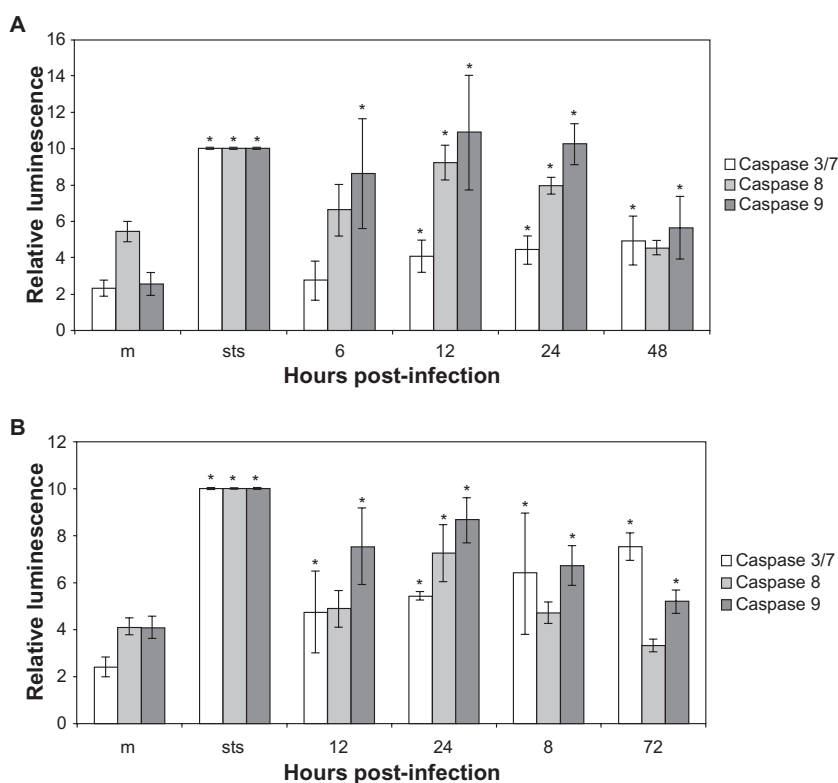 A
16
14
12
10
8
6
4
2
0
Relative luminescence
* * *
*
* * *
* * *
* *
m sts 6 12 24 48
Hours post-infection
Caspase 3/7
Caspase 8
Caspase 9
B
12
10
8
6
4
2
0
Relative luminescence
* * *
* *
* * *
* *
* *
m sts 12 24 8 72
Hours post-infection
Caspase 3/7
Caspase 8
Caspase 9